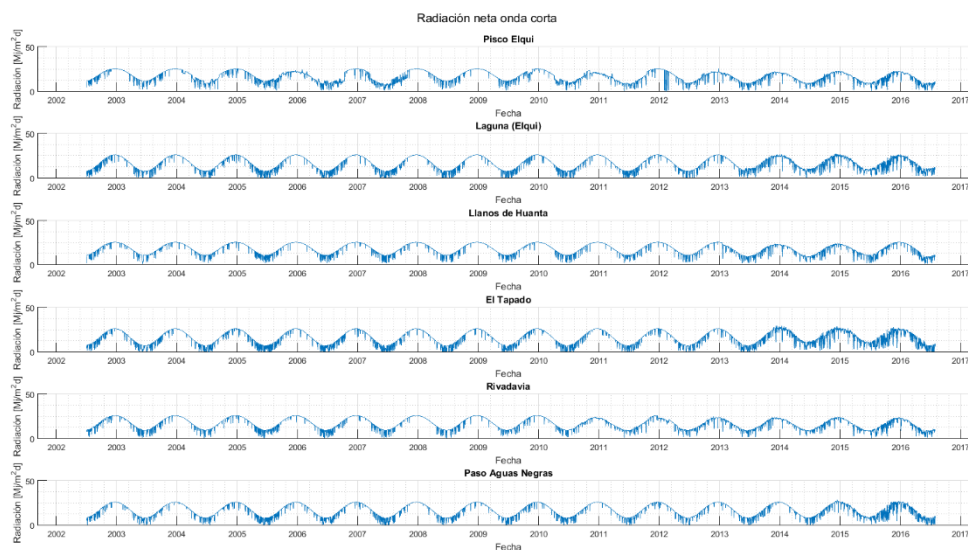 Radiación neta onda corta
Pisco Elqui
Radiación [Mj/m²d]
50
0
2002 2003 2004 2005 2006 2007 2008 2009 2010 2011 2012 2013 2014 2015 2016 2017
Fecha
Laguna (Elqui)
Radiación [Mj/m²d]
50
0
2002 2003 2004 2005 2006 2007 2008 2009 2010 2011 2012 2013 2014 2015 2016 2017
Fecha
Llanos de Huanta
Radiación [Mj/m²d]
50
0
2002 2003 2004 2005 2006 2007 2008 2009 2010 2011 2012 2013 2014 2015 2016 2017
Fecha
El Tapado
Radiación [Mj/m²d]
50
0
2002 2003 2004 2005 2006 2007 2008 2009 2010 2011 2012 2013 2014 2015 2016 2017
Fecha
Rivadavia
Radiación [Mj/m²d]
50
0
2002 2003 2004 2005 2006 2007 2008 2009 2010 2011 2012 2013 2014 2015 2016 2017
Fecha
Paso Aguas Negras
Radiación [Mj/m²d]
50
0
2002 2003 2004 2005 2006 2007 2008 2009 2010 2011 2012 2013 2014 2015 2016 2017
Fecha